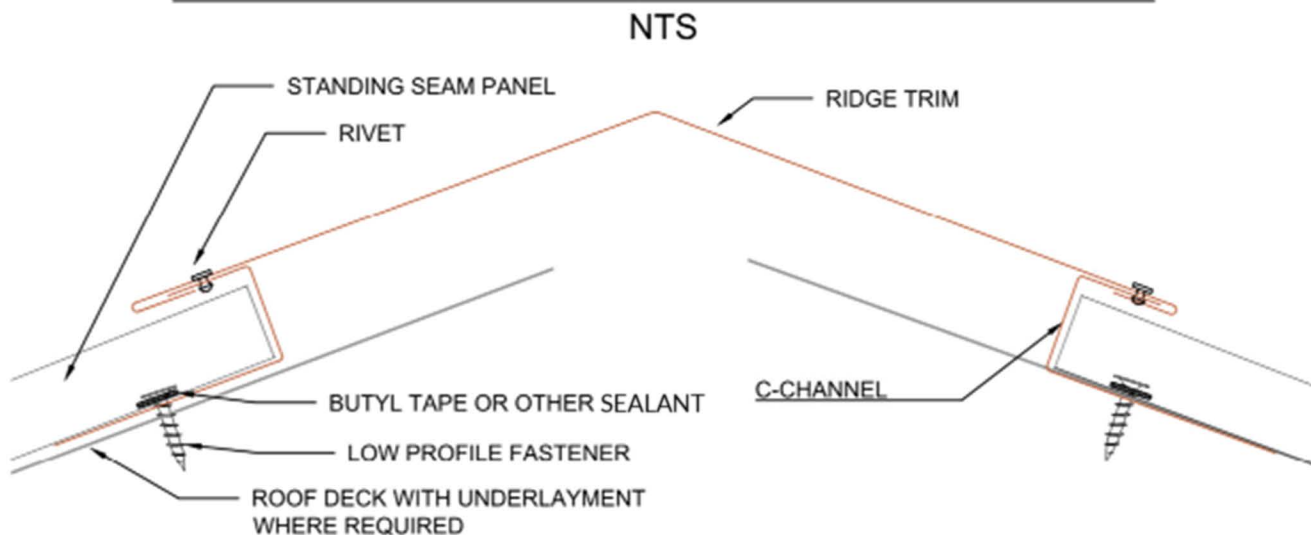 NTS
STANDING SEAM PANEL
RIDGE TRIM
RIVET
C-CHANNEL
BUTYL TAPE OR OTHER SEALANT
LOW PROFILE FASTENER
ROOF DECK WITH UNDERLAYMENT
WHERE REQUIRED